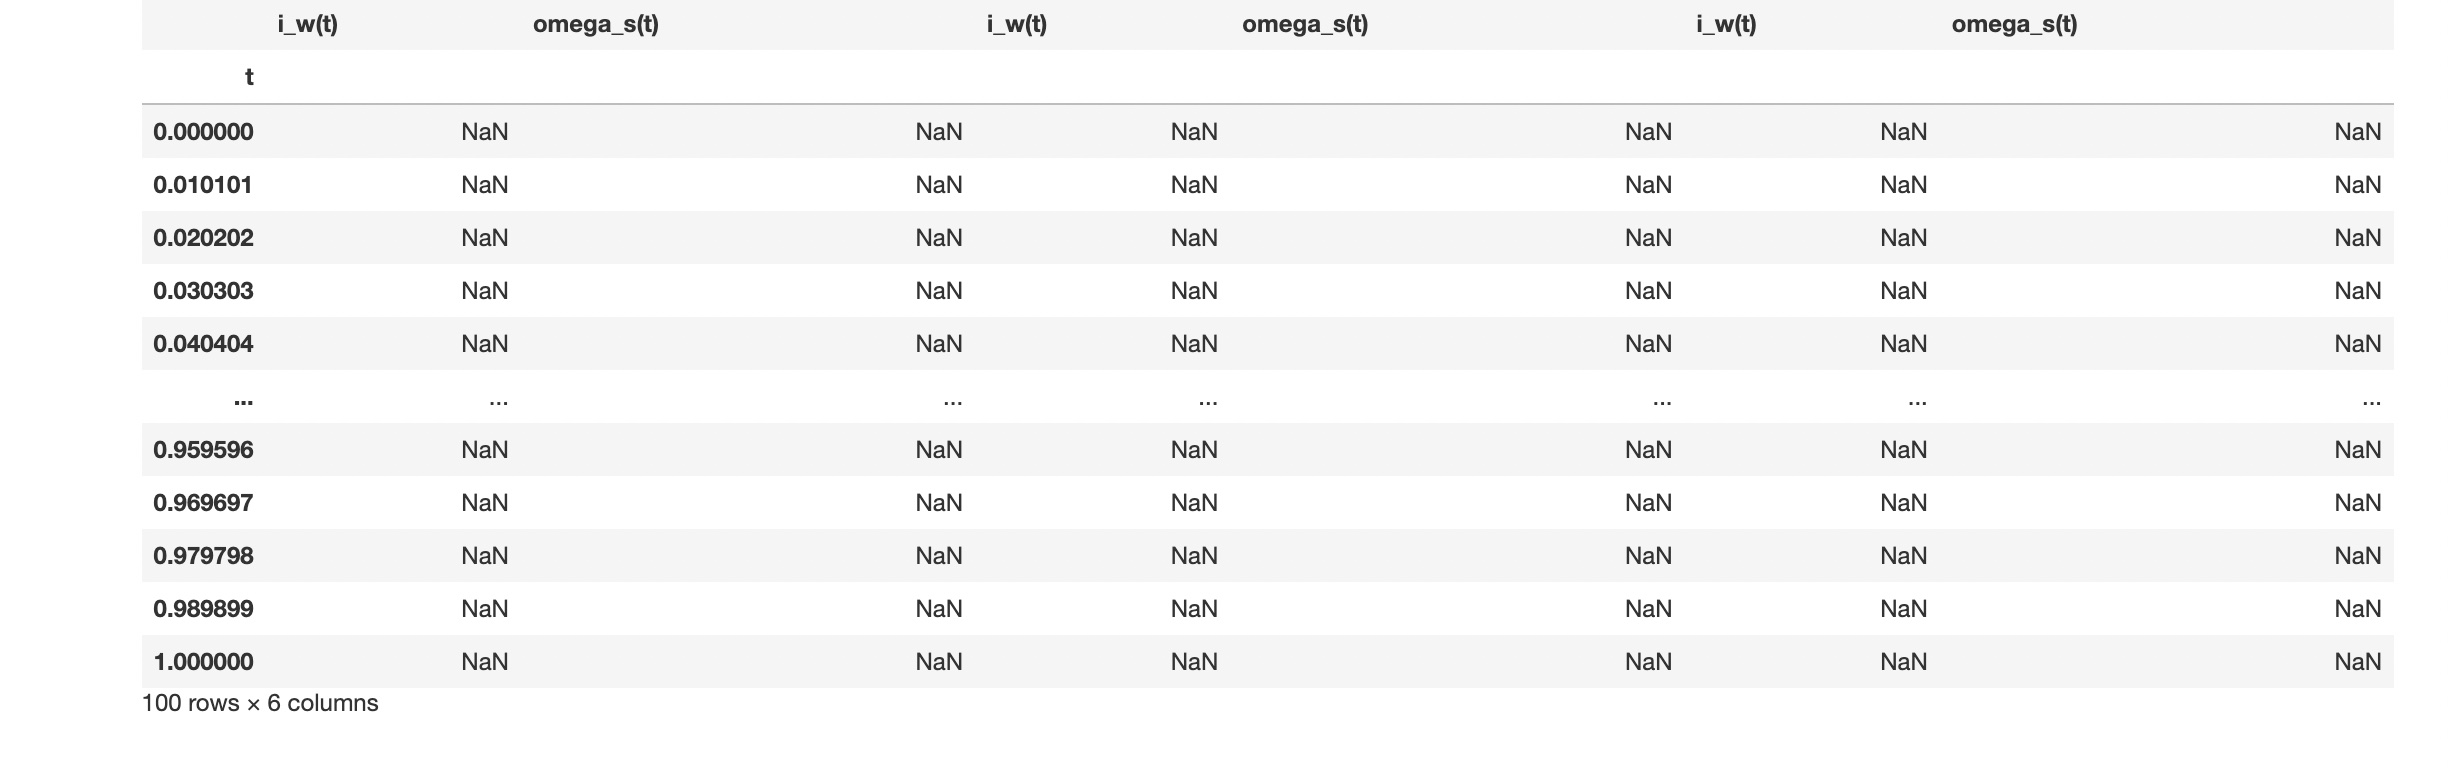 i_w(t) omega_s(t) i_w(t) omega_s(t) i_w(t) omega_s(t)
t
0.000000 NaN NaN NaN NaN NaN NaN
0.010101 NaN NaN NaN NaN NaN NaN
0.020202 NaN NaN NaN NaN NaN NaN
0.030303 NaN NaN NaN NaN NaN NaN
0.040404 NaN NaN NaN NaN NaN NaN
... ... ... ... ... ... ...
0.959596 NaN NaN NaN NaN NaN NaN
0.969697 NaN NaN NaN NaN NaN NaN
0.979798 NaN NaN NaN NaN NaN NaN
0.989899 NaN NaN NaN NaN NaN NaN
1.000000 NaN NaN NaN NaN NaN NaN
100 rows × 6 columns